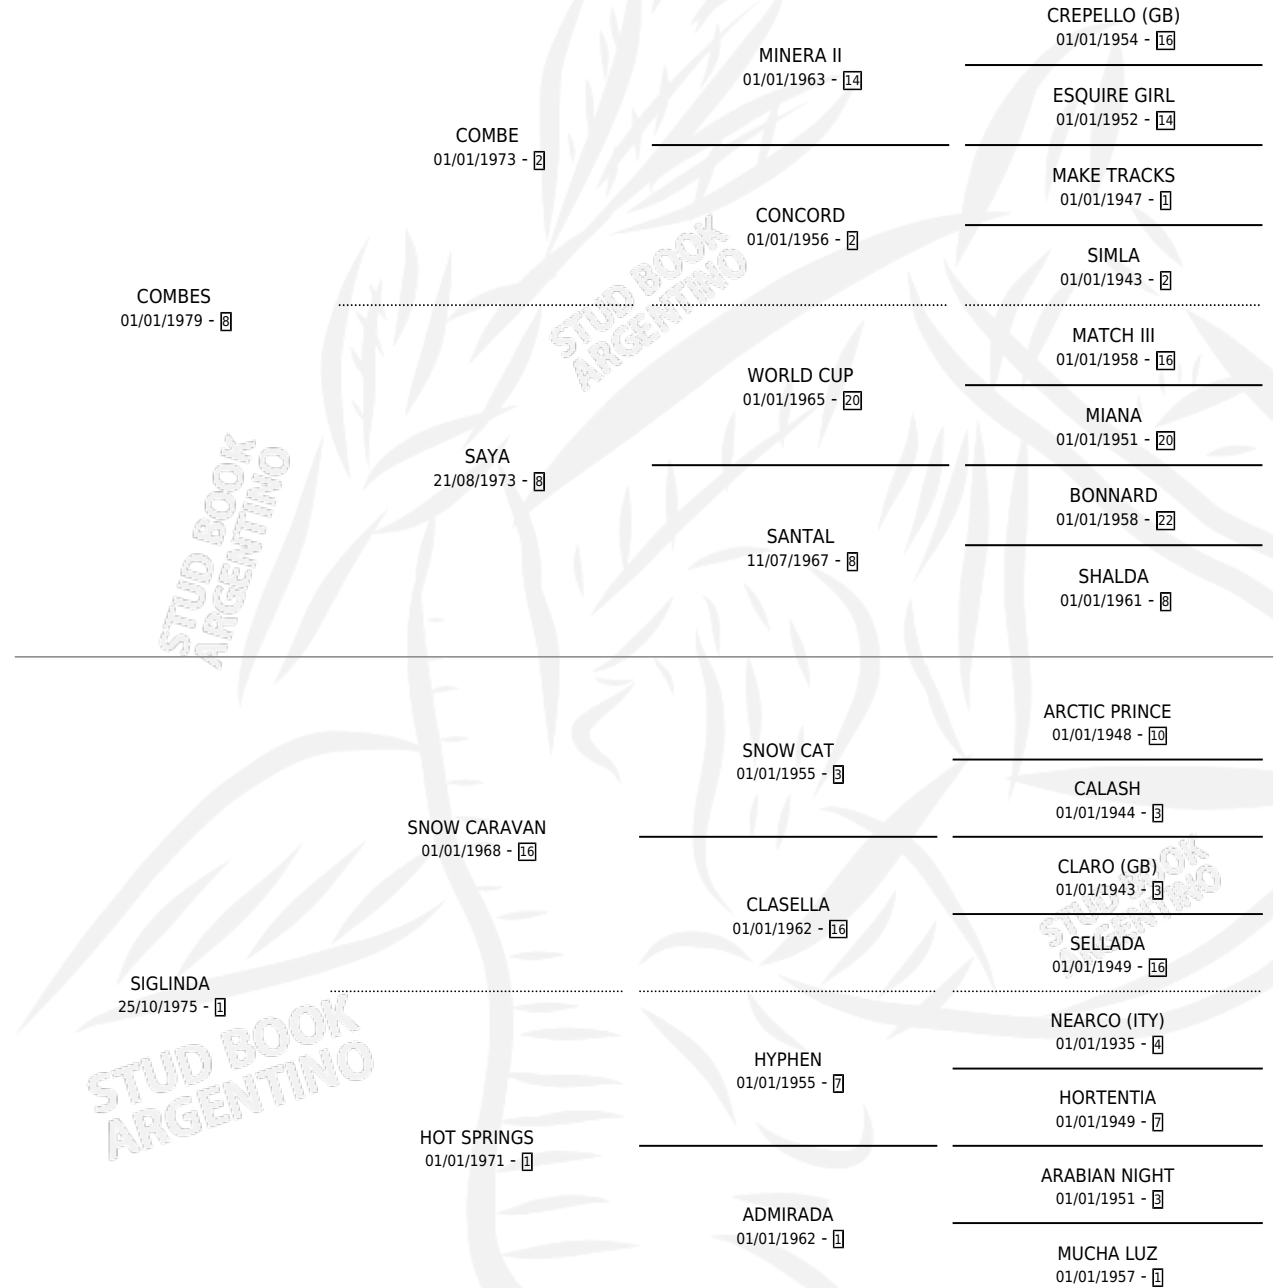 CREPELLO (GB)
01/01/1954 - 16
MINERA II
01/01/1963 - 14
ESQUIRE GIRL
01/01/1952 - 14
COMBE
01/01/1973 - 2
MAKE TRACKS
01/01/1947 - 1
CONCORD
01/01/1956 - 2
SIMLA
01/01/1943 - 2
COMBES
01/01/1979 - 8
MATCH III
01/01/1958 - 16
WORLD CUP
01/01/1965 - 20
MIANA
01/01/1951 - 20
SAYA
21/08/1973 - 8
BONNARD
01/01/1958 - 22
SANTAL
11/07/1967 - 8
SHALDA
01/01/1961 - 8
STUD BOOK
ARGENTINO
STUD BOOK
ARGENTINO
ARCTIC PRINCE
01/01/1948 - 10
SNOW CAT
01/01/1955 - 3
CALASH
01/01/1944 - 3
SNOW CARAVAN
01/01/1968 - 16
CLARO (GB)
01/01/1943 - 3
CLASELLA
01/01/1962 - 16
SELLADA
01/01/1949 - 16
STUD BOOK
ARGENTINO
SIGLINDA
25/10/1975 - 1
NEARCO (ITY)
01/01/1935 - 4
HYPHEN
01/01/1955 - 7
HORTENTIA
01/01/1949 - 7
STUD BOOK
ARGENTINO
HOT SPRINGS
01/01/1971 - 1
ARABIAN NIGHT
01/01/1951 - 3
ADMIRADA
01/01/1962 - 1
MUCHA LUZ
01/01/1957 - 1